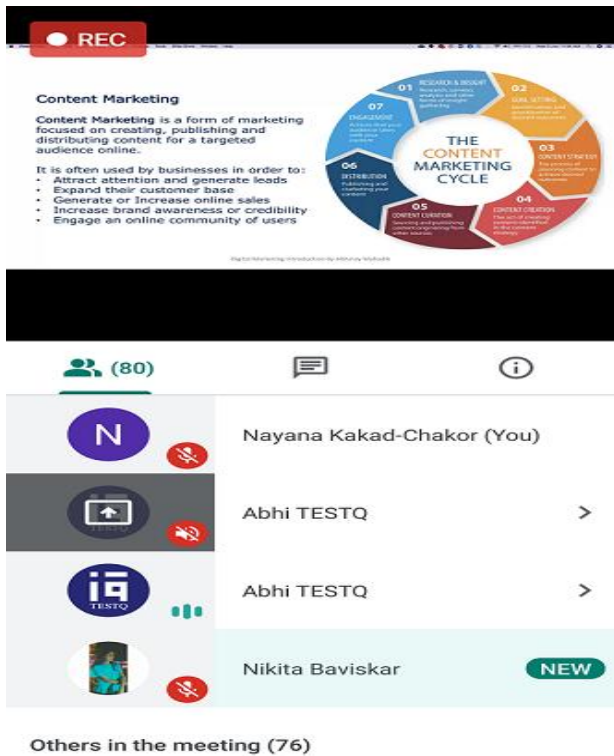 REC
Content Marketing
Content Marketing is a form of marketing
focused on creating, publishing and
distributing content for a targeted
audience online.
It is often used by businesses in order to:
• Attract attention and generate leads
• Expand their customer base
• Generate or Increase online sales
• Increase brand awareness or credibility
• Engage an online community of users
THE
CONTENT
MARKETING
CYCLE
01
RESEARCH & INSIGHT
02
GOAL SETTING
03
CONTENT STRATEGY
04
CONTENT CREATION
05
CONTENT CURATION
06
DISTRIBUTION
07
ENGAGEMENT
(80)
N
Nayana Kakad-Chakor (You)
Abhi TESTQ
TESTQ
Abhi TESTQ
Nikita Baviskar
NEW
Others in the meeting (76)